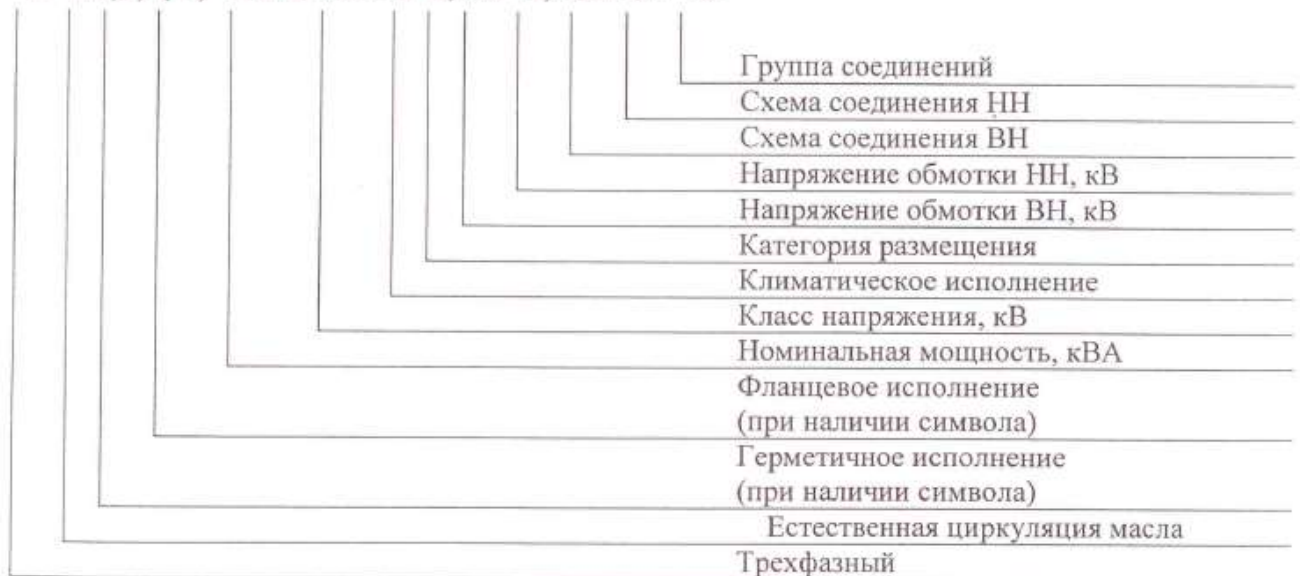 Группа соединений
Схема соединения НН
Схема соединения ВН
Напряжение обмотки НН, кВ
Напряжение обмотки ВН, кВ
Категория размещения
Климатическое исполнение
Класс напряжения, кВ
Номинальная мощность, кВА
Фланцевое исполнение
(при наличии символа)
Герметичное исполнение
(при наличии символа)
Естественная циркуляция масла
Трехфазный